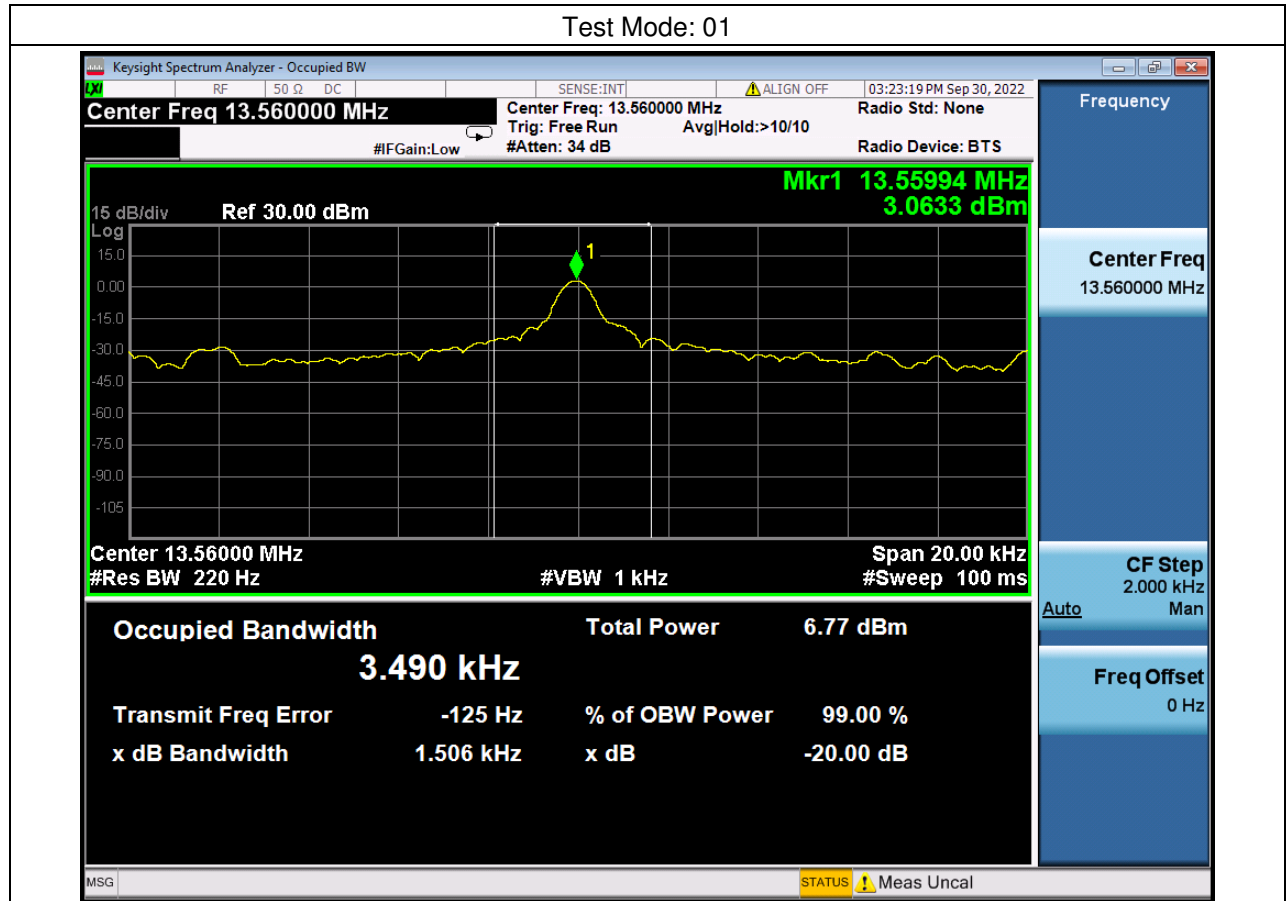 Test Mode: 01
Keysight Spectrum Analyzer - Occupied BW
LXI RF 50 Ω DC SENSE:INT ALIGN OFF 03:23:19 PM Sep 30, 2022
Center Freq 13.560000 MHz Center Freq: 13.560000 MHz Radio Std: None
Trig: Free Run Avg|Hold:>10/10
#IFGain:Low #Atten: 34 dB Radio Device: BTS
Mkr1 13.55994 MHz
3.0633 dBm
15 dB/div Ref 30.00 dBm
Log
15.0
0.00
-15.0
-30.0
-45.0
-60.0
-75.0
-90.0
-105
1
Center 13.56000 MHz Span 20.00 kHz
#Res BW 220 Hz #VBW 1 kHz #Sweep 100 ms
Occupied Bandwidth Total Power 6.77 dBm
3.490 kHz
Transmit Freq Error -125 Hz % of OBW Power 99.00 %
x dB Bandwidth 1.506 kHz x dB -20.00 dB
MSG STATUS Meas Uncal
Frequency
Center Freq
13.560000 MHz
CF Step
2.000 kHz
Auto Man
Freq Offset
0 Hz